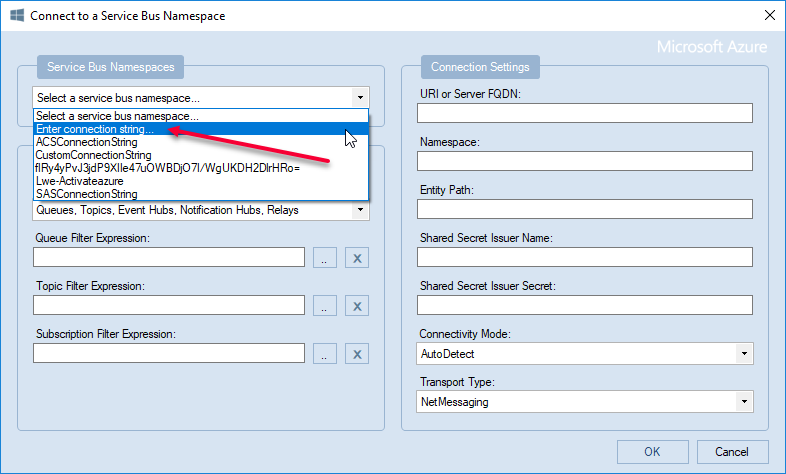 Connect to a Service Bus Namespace
Microsoft Azure
Service Bus Namespaces
Select a service bus namespace...
Select a service bus namespace...
Enter connection string...
ACSConnectionString
CustomConnectionString
Lwe-Activateazure
SASConnectionString
Queues, Topics, Event Hubs, Notification Hubs, Relays
Queue Filter Expression:
.. X
Topic Filter Expression:
.. X
Subscription Filter Expression:
.. X
Connection Settings
URI or Server FQDN:
Namespace:
Entity Path:
Shared Secret Issuer Name:
Shared Secret Issuer Secret:
Connectivity Mode:
AutoDetect
Transport Type:
NetMessaging
OK
Cancel